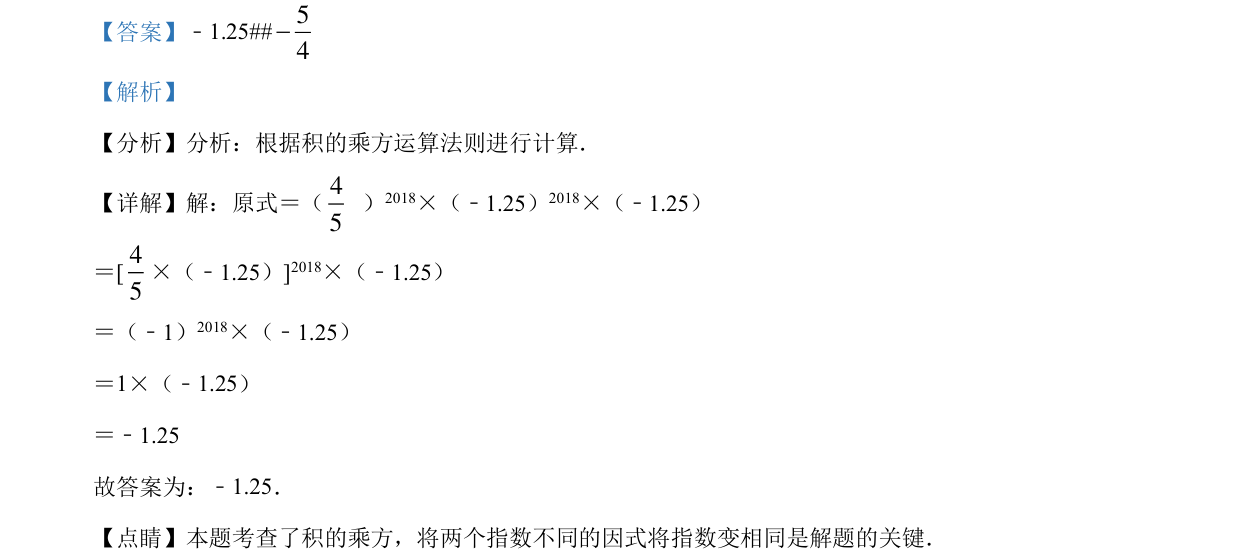 【答案】﹣1.25##−5/4
【解析】
【分析】分析：根据积的乘方运算法则进行计算．
【详解】解：原式＝（4/5 ）^2018×（﹣1.25）^2018×（﹣1.25）
＝[4/5×（﹣1.25）]^2018×（﹣1.25）
＝（﹣1）^2018×（﹣1.25）
＝1×（﹣1.25）
＝﹣1.25
故答案为：﹣1.25．
【点睛】本题考查了积的乘方，将两个指数不同的因式将指数变相同是解题的关键．